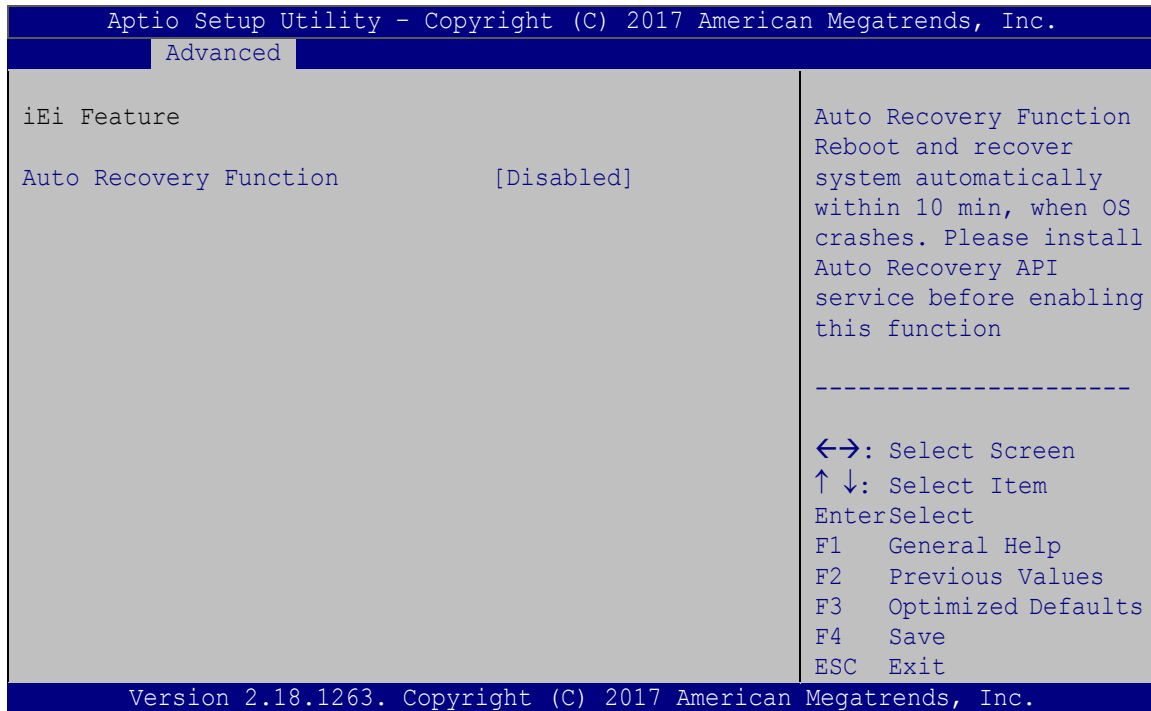 Aptio Setup Utility – Copyright (C) 2017 American Megatrends, Inc.
Advanced
iEi Feature
Auto Recovery Function [Disabled]
Auto Recovery Function
Reboot and recover
system automatically
within 10 min, when OS
crashes. Please install
Auto Recovery API
service before enabling
this function
----------------------
←→: Select Screen
↑ ↓: Select Item
EnterSelect
F1 General Help
F2 Previous Values
F3 Optimized Defaults
F4 Save
ESC Exit
Version 2.18.1263. Copyright (C) 2017 American Megatrends, Inc.